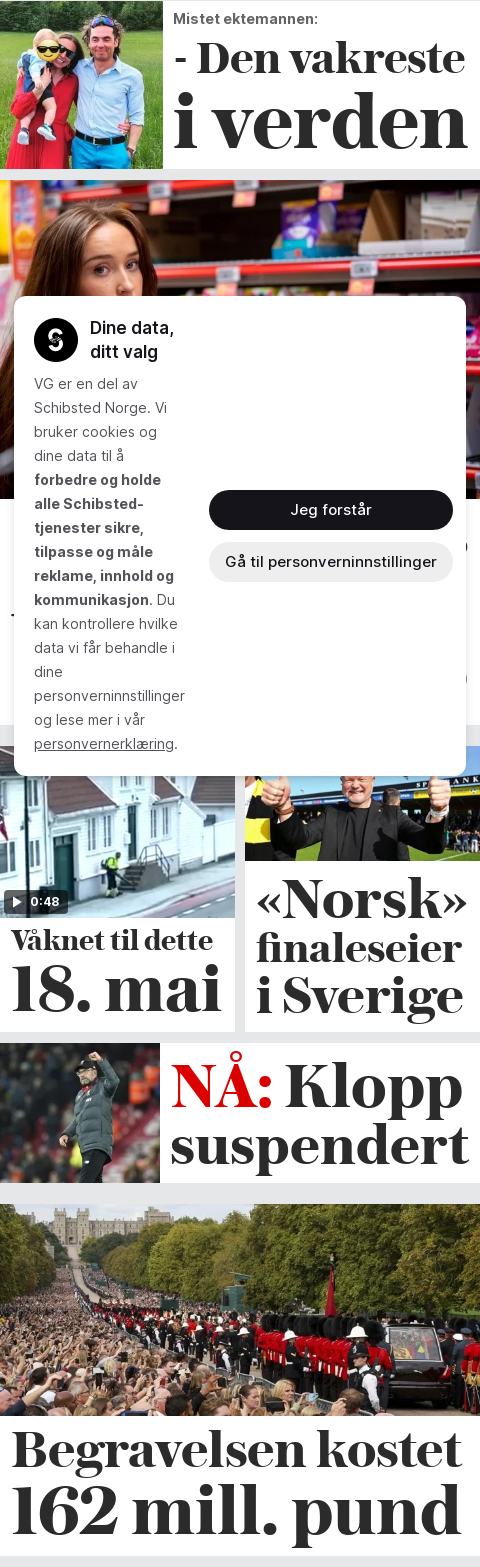 Mistet ektemannen:
- Den vakreste
i verden
Dine data,
ditt valg
VG er en del av
Schibsted Norge. Vi
bruker cookies og
dine data til å
forbedre og holde
alle Schibsted-
tjenester sikre,
tilpasse og måle
reklame, innhold og
kommunikasjon. Du
kan kontrollere hvilke
data vi får behandle i
dine
personverninnstillinger
og lese mer i vår
personvernerklæring.
Jeg forstår
Gå til personverninnstillinger
0:48
Våknet til dette
18. mai
«Norsk»
finaleseier
i Sverige
NÅ: Klopp
suspendert
Begravelsen kostet
162 mill. pund